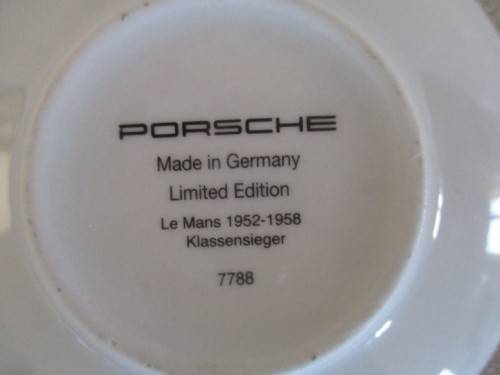 PORSCHE
Made in Germany
Limited Edition
Le Mans 1952-1958
Klassensieger
7788